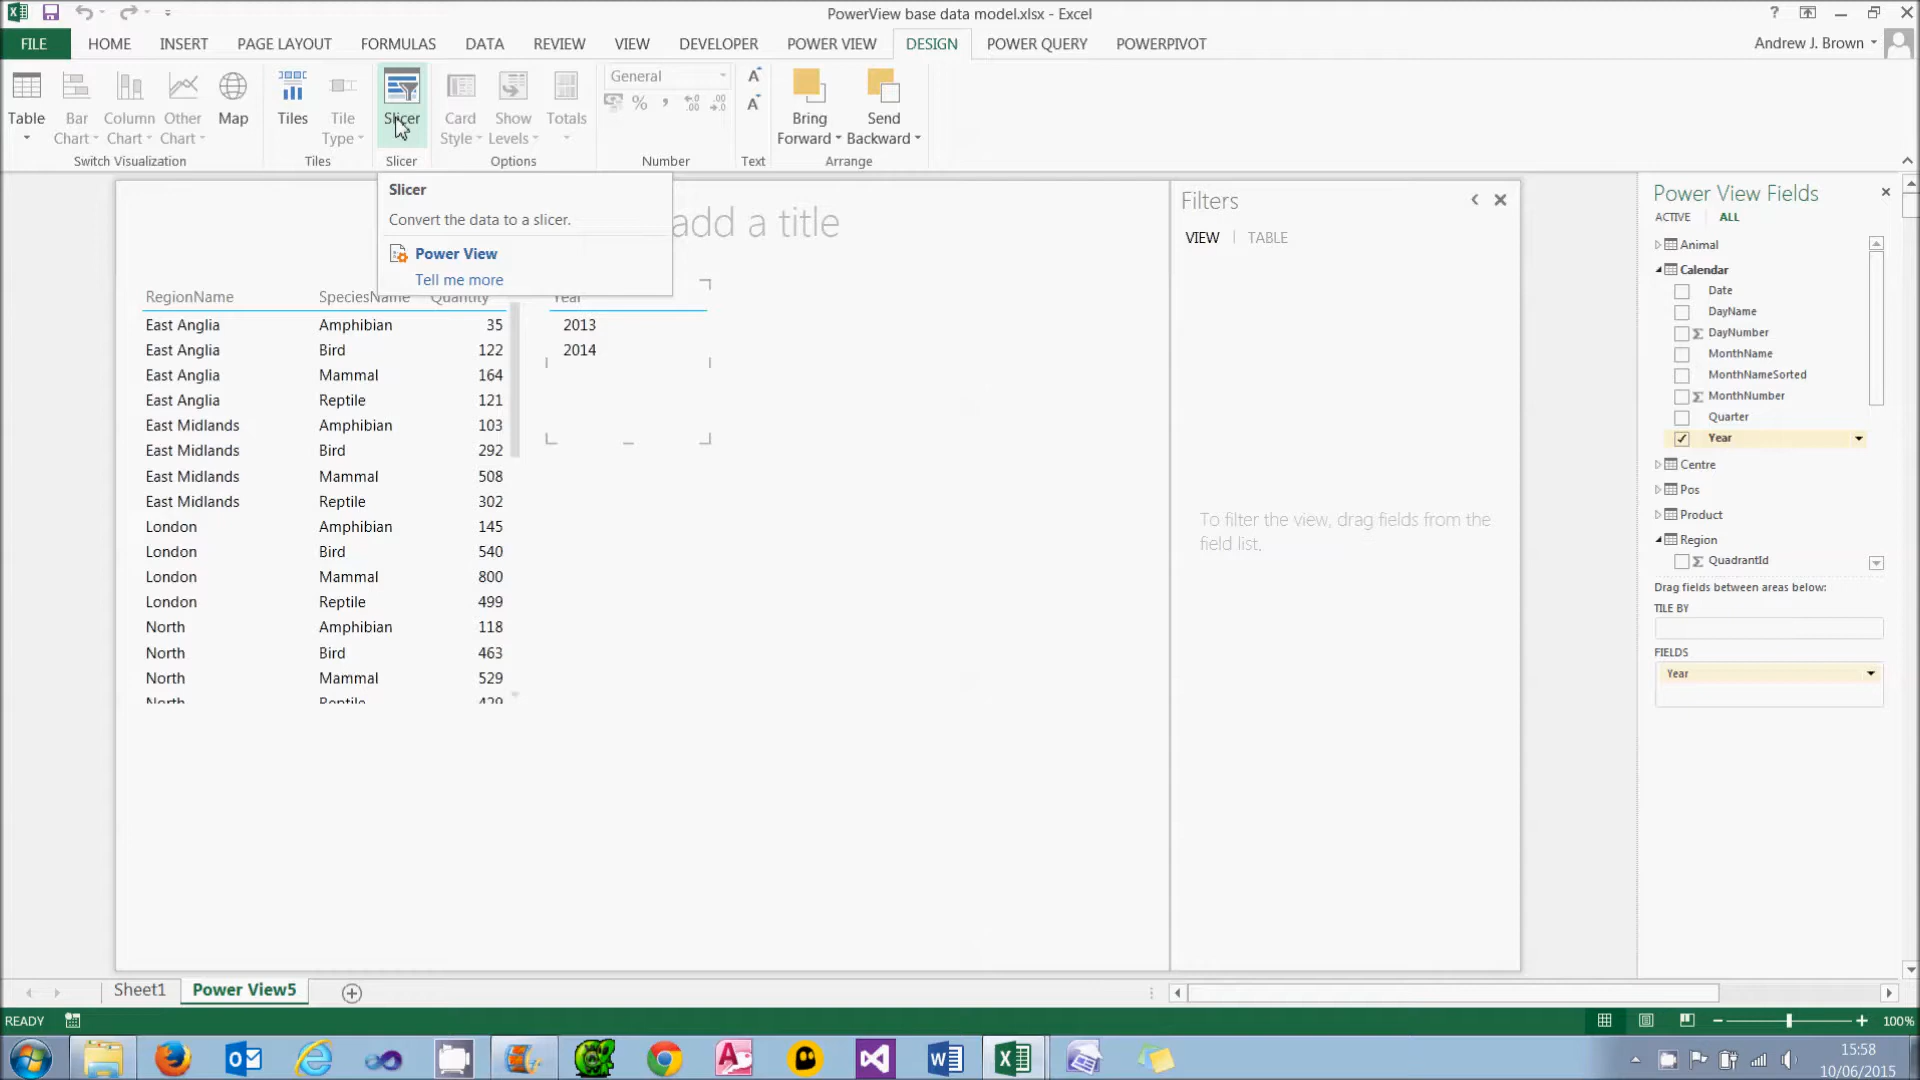 PowerView base data model.xlsx - Excel
FILE HOME INSERT PAGE LAYOUT FORMULAS DATA REVIEW VIEW DEVELOPER POWER VIEW DESIGN POWER QUERY POWERPIVOT
Andrew J. Brown
Table
Bar Chart
Column Chart
Other Chart
Map
Tiles
Tile Type
Slicer
Card Style
Show Levels
Totals
General
%
Bring Forward
Send Backward
Switch Visualization
Tiles
Slicer
Options
Number
Text
Arrange
Slicer
Convert the data to a slicer.
Power View
Tell me more
add a title
RegionName SpeciesName Quantity
East Anglia Amphibian 35
East Anglia Bird 122
East Anglia Mammal 164
East Anglia Reptile 121
East Midlands Amphibian 103
East Midlands Bird 292
East Midlands Mammal 508
East Midlands Reptile 302
London Amphibian 145
London Bird 540
London Mammal 800
London Reptile 499
North Amphibian 118
North Bird 463
North Mammal 529
North Reptile 429
Year
2013
2014
Filters
VIEW TABLE
To filter the view, drag fields from the
field list.
Power View Fields
ACTIVE ALL
Animal
Calendar
Date
DayName
Σ DayNumber
MonthName
MonthNameSorted
Σ MonthNumber
Quarter
Year
Centre
Pos
Product
Region
Σ QuadrantId
Drag fields between areas below:
TILE BY
FIELDS
Year
Sheet1 Power View5
READY
100%
15:58
10/06/2015